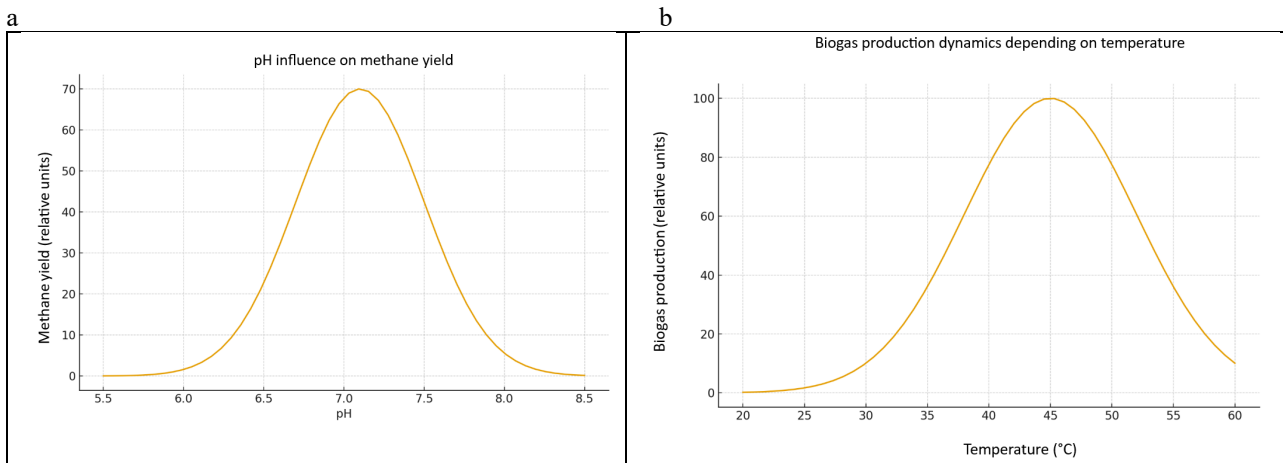 a
pH influence on methane yield
Methane yield (relative units)
70
60
50
40
30
20
10
0
5.5 6.0 6.5 7.0 7.5 8.0 8.5
pH
b
Biogas production dynamics depending on temperature
Biogas production (relative units)
100
80
60
40
20
0
20 25 30 35 40 45 50 55 60
Temperature (°C)